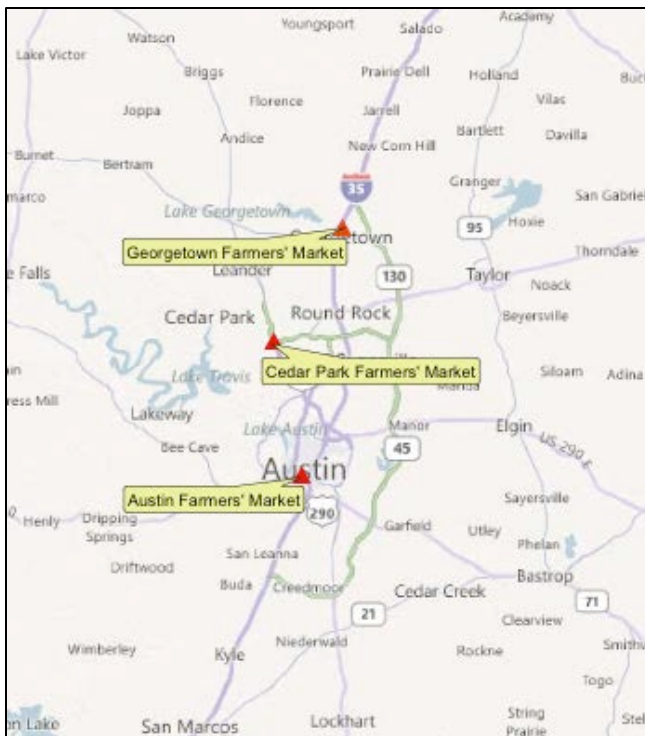 Youngsport
Academy
Salado
Watson
Lake Victor
Prairie Dell
Holland
Briggs
Florence
Vilas
Joppa
Jarrell
Bartlett
Davilla
Andice
New Corn Hill
Burnet
Bertram
Granger
35
San Gabriel
Lake Georgetown
Hoxie
95
Georgetown Farmers' Market
Thorndale
Leander
130
Taylor
Noack
Round Rock
Beyersville
Cedar Park
Cedar Park Farmers' Market
Siloam
Adina
Lake Travis
Lakeway
Manor
Elgin
Lake Austin
US 290 E
Bee Cave
45
Austin
Austin Farmers' Market
Sayersville
290
Henly
Dripping
Springs
Garfield
Utley
Phelan
San Leanna
Driftwood
Bastrop
Buda
Creedmoor
Cedar Creek
71
21
Clearview
Niederwald
Wimberley
Kyle
Rockne
Togo
San Marcos
Lockhart
String
Prairie